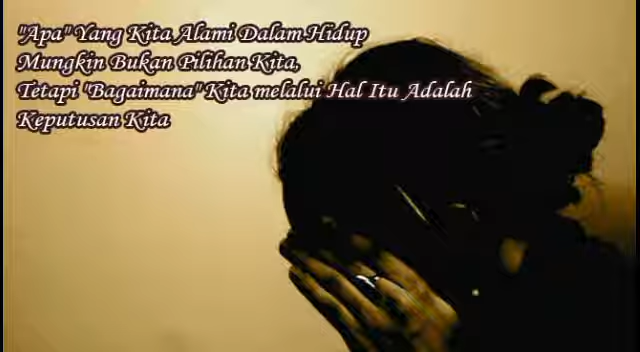 "Apa" Yang Kita Alami Dalam Hidup
Mungkin Bukan Pilihan Kita,
Tetapi "Bagaimana" Kita melalui Hal Itu Adalah
Keputusan Kita